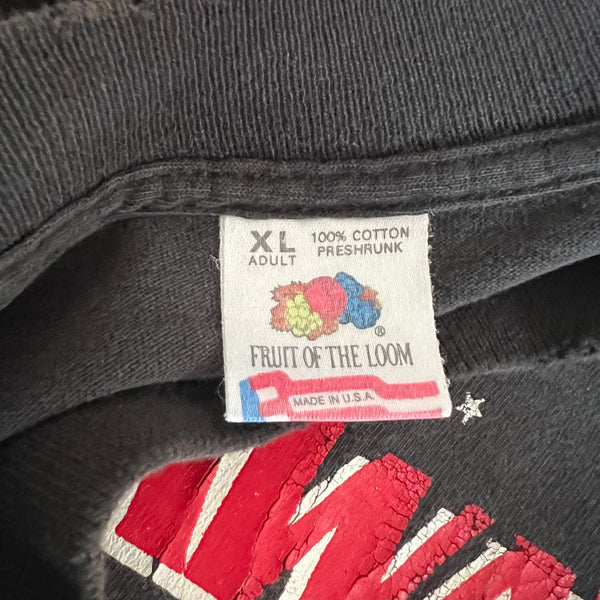 XL
ADULT
100% COTTON
PRESHRUNK
®
FRUIT OF THE LOOM
MADE IN U.S.A.